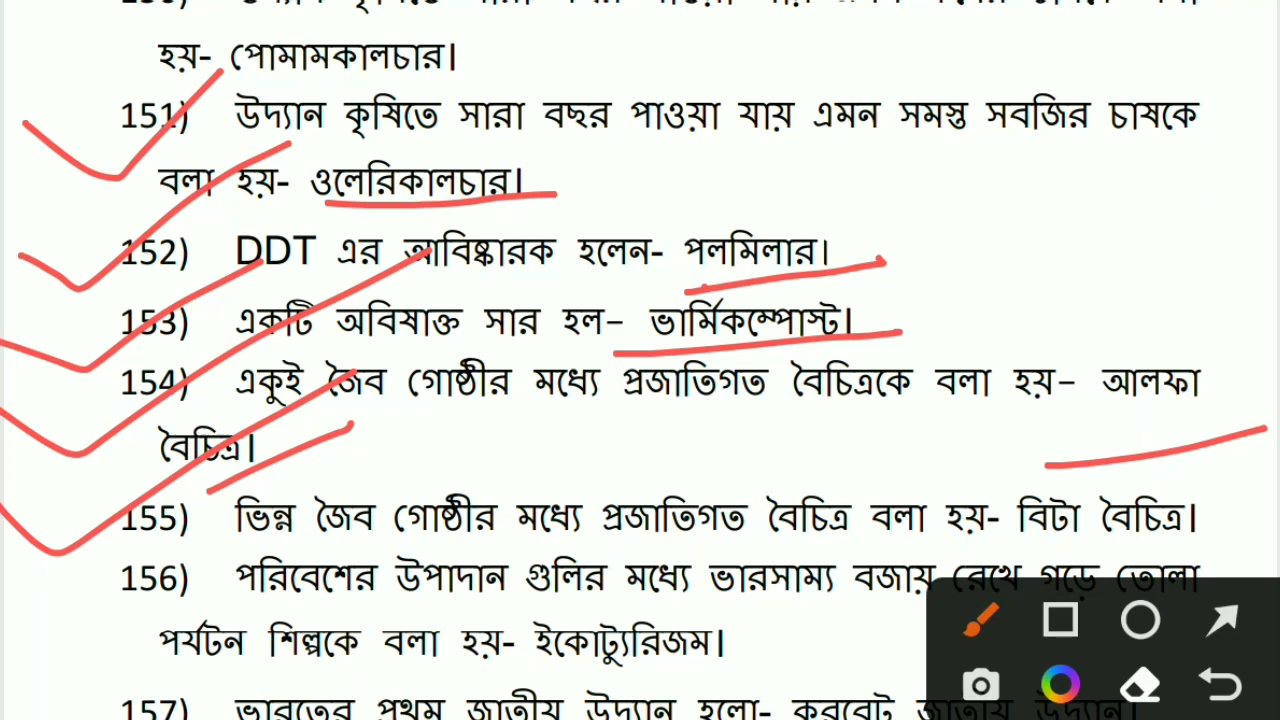 হয়- পোমামকালচার।
151) উদ্যান কৃষিতে সারা বছর পাওয়া যায় এমন সমস্ত সবজির চাষকে
বলা হয়- ওলেরিকালচার।
152) DDT এর আবিষ্কারক হলেন- পলমিলার।
153) একটি অবিষাক্ত সার হল– ভার্মিকম্পোস্ট।
154) একুই জৈব গোষ্ঠীর মধ্যে প্রজাতিগত বৈচিত্রকে বলা হয়– আলফা
বৈচিত্র।
155) ভিন্ন জৈব গোষ্ঠীর মধ্যে প্রজাতিগত বৈচিত্র বলা হয়- বিটা বৈচিত্র।
156) পরিবেশের উপাদান গুলির মধ্যে ভারসাম্য বজায় রেখে গড়ে তোলা
পর্যটন শিল্পকে বলা হয়- ইকোট্যুরিজম।
157) ভারতের প্রথম জাতীয় উদ্যান হলো- করবেট জাতীয় উদ্যান।